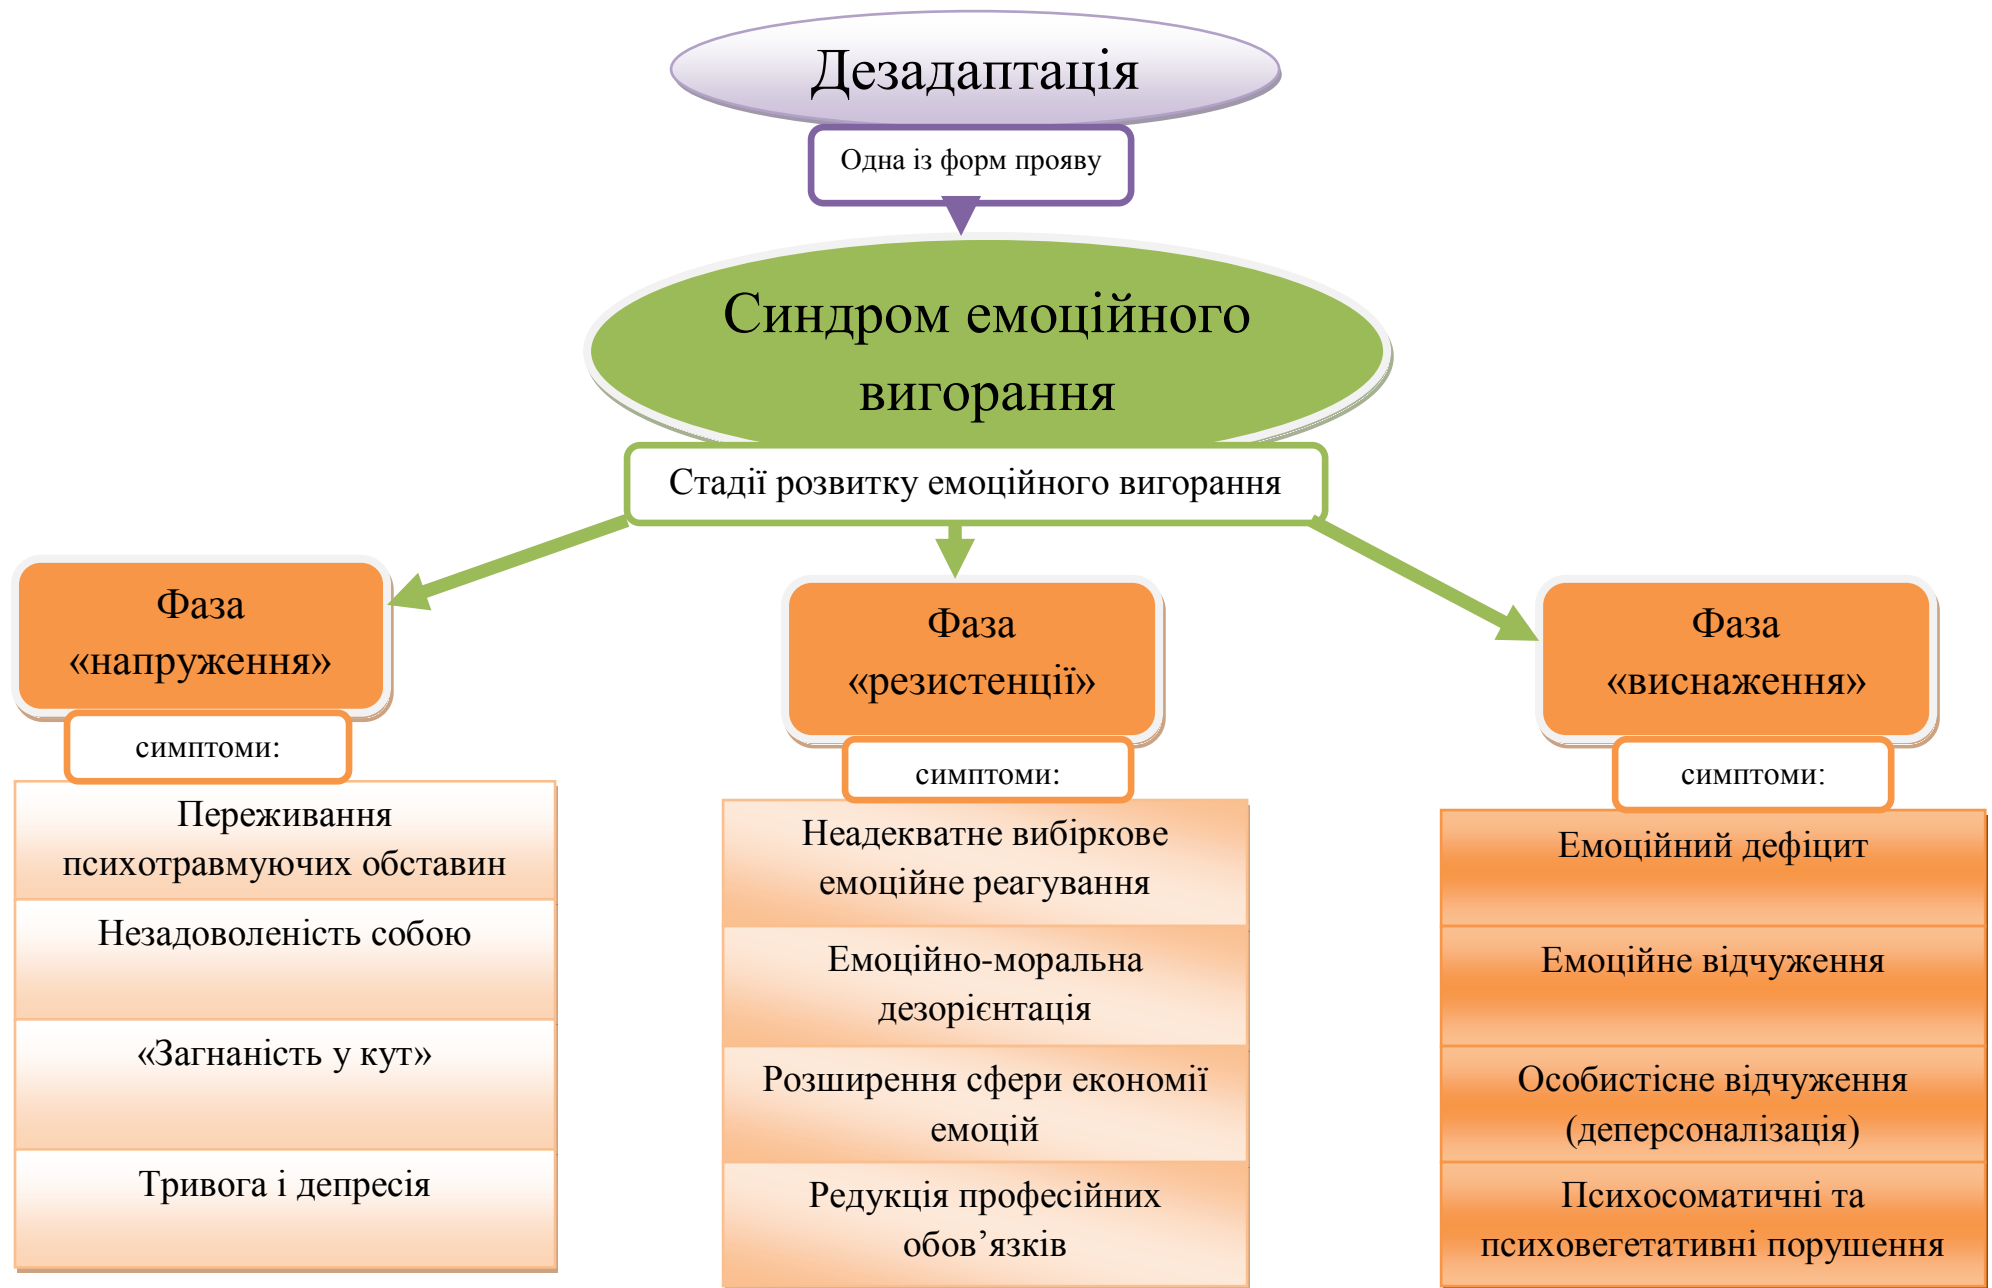 Дезадаптація
Одна із форм прояву
Синдром емоційного
вигорання
Стадії розвитку емоційного вигорання
Фаза
«напруження»
симптоми:
Переживання
психотравмуючих обставин
Незадоволеність собою
«Загнаність у кут»
Тривога і депресія
Фаза
«резистенції»
симптоми:
Неадекватне вибіркове
емоційне реагування
Емоційно-моральна
дезорієнтація
Розширення сфери економії
емоцій
Редукція професійних
обов’язків
Фаза
«виснаження»
симптоми:
Емоційний дефіцит
Емоційне відчуження
Особистісне відчуження
(деперсоналізація)
Психосоматичні та
психовегетативні порушення